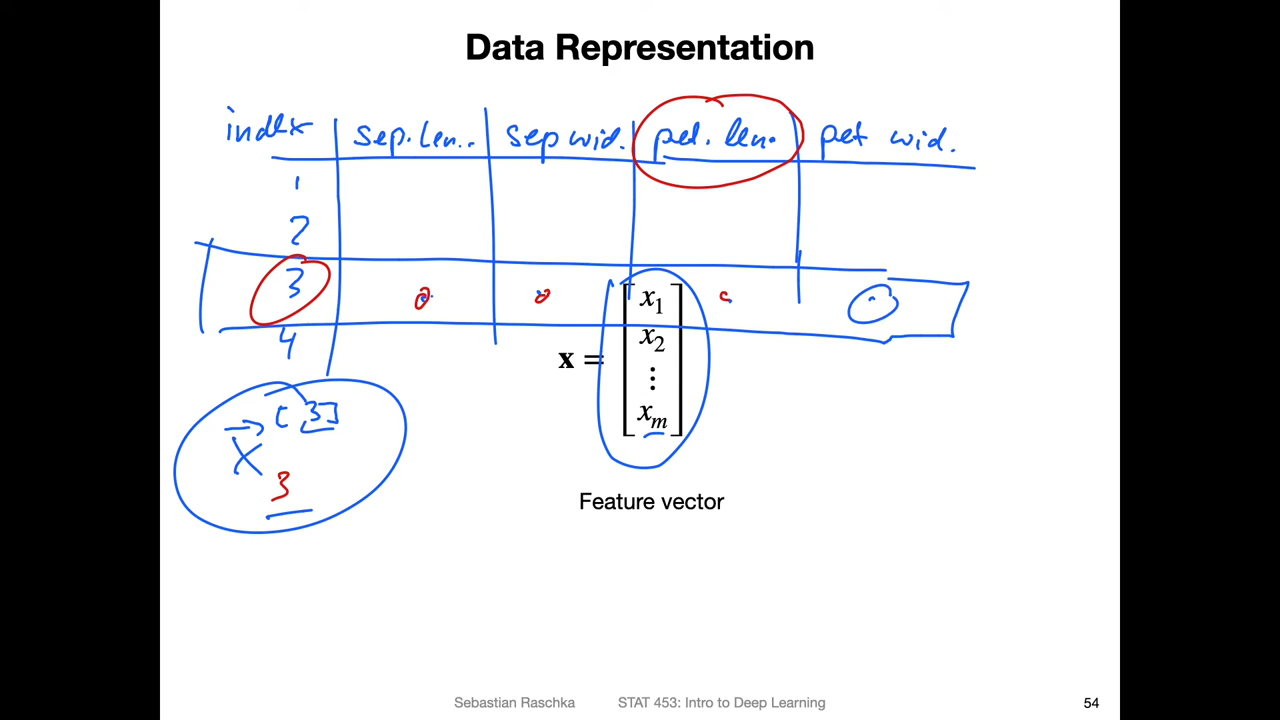 Data Representation
index sep. len.. sep wid. pet. len. pet wid.
1
2
3
x1
4
x2
x =
⋮
[3]
xm
X
3
Feature vector
Sebastian Raschka STAT 453: Intro to Deep Learning 54